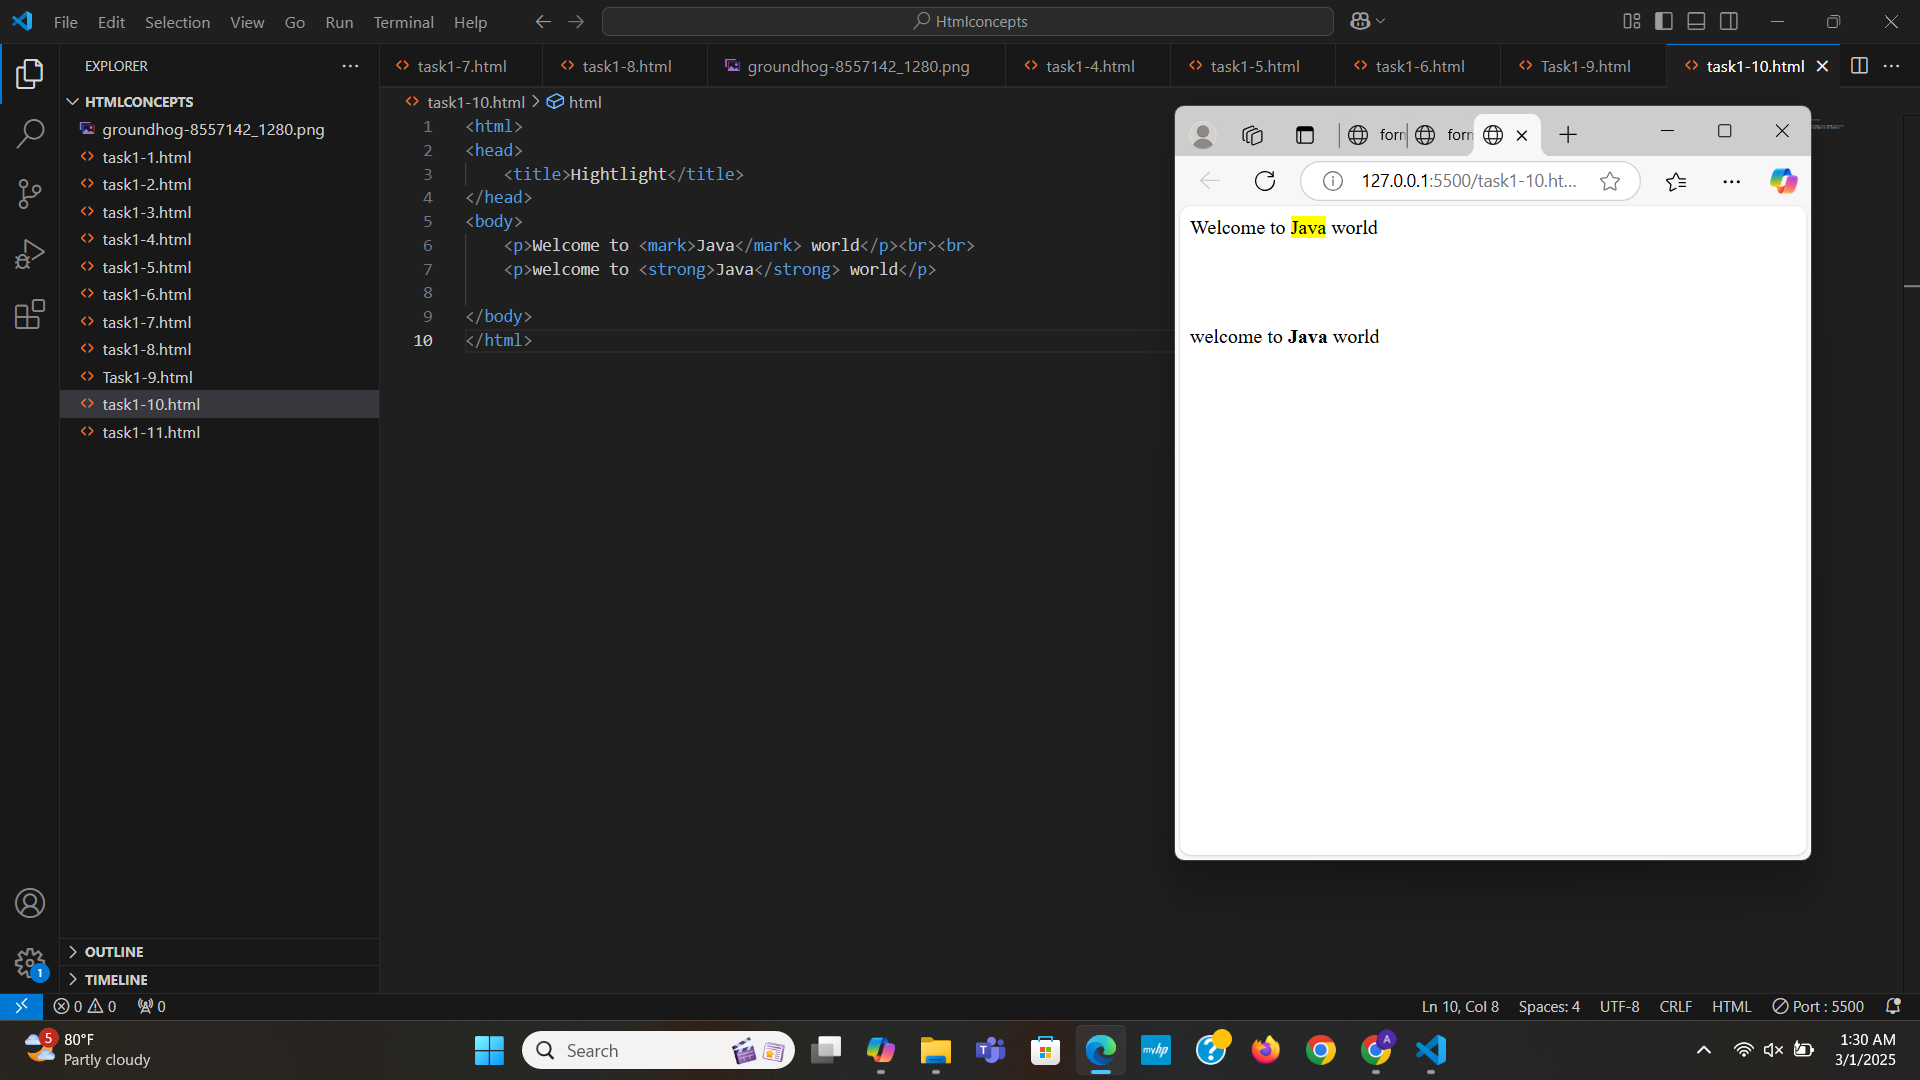 File Edit Selection View Go Run Terminal Help
Htmlconcepts
EXPLORER
HTMLCONCEPTS
groundhog-8557142_1280.png
task1-1.html
task1-2.html
task1-3.html
task1-4.html
task1-5.html
task1-6.html
task1-7.html
task1-8.html
Task1-9.html
task1-10.html
task1-11.html
OUTLINE
TIMELINE
task1-7.html task1-8.html groundhog-8557142_1280.png task1-4.html task1-5.html task1-6.html Task1-9.html task1-10.html
task1-10.html > html
1 <html>
2 <head>
3 <title>Hightlight</title>
4 </head>
5 <body>
6 <p>Welcome to <mark>Java</mark> world</p><br><br>
7 <p>welcome to <strong>Java</strong> world</p>
8
9 </body>
10 </html>
forn forn
127.0.0.1:5500/task1-10.ht...
Welcome to Java world
welcome to Java world
1
0 0 0
Ln 10, Col 8 Spaces: 4 UTF-8 CRLF HTML Port : 5500
5
80°F
Partly cloudy
Search
T
myhp
?
A
1:30 AM
3/1/2025